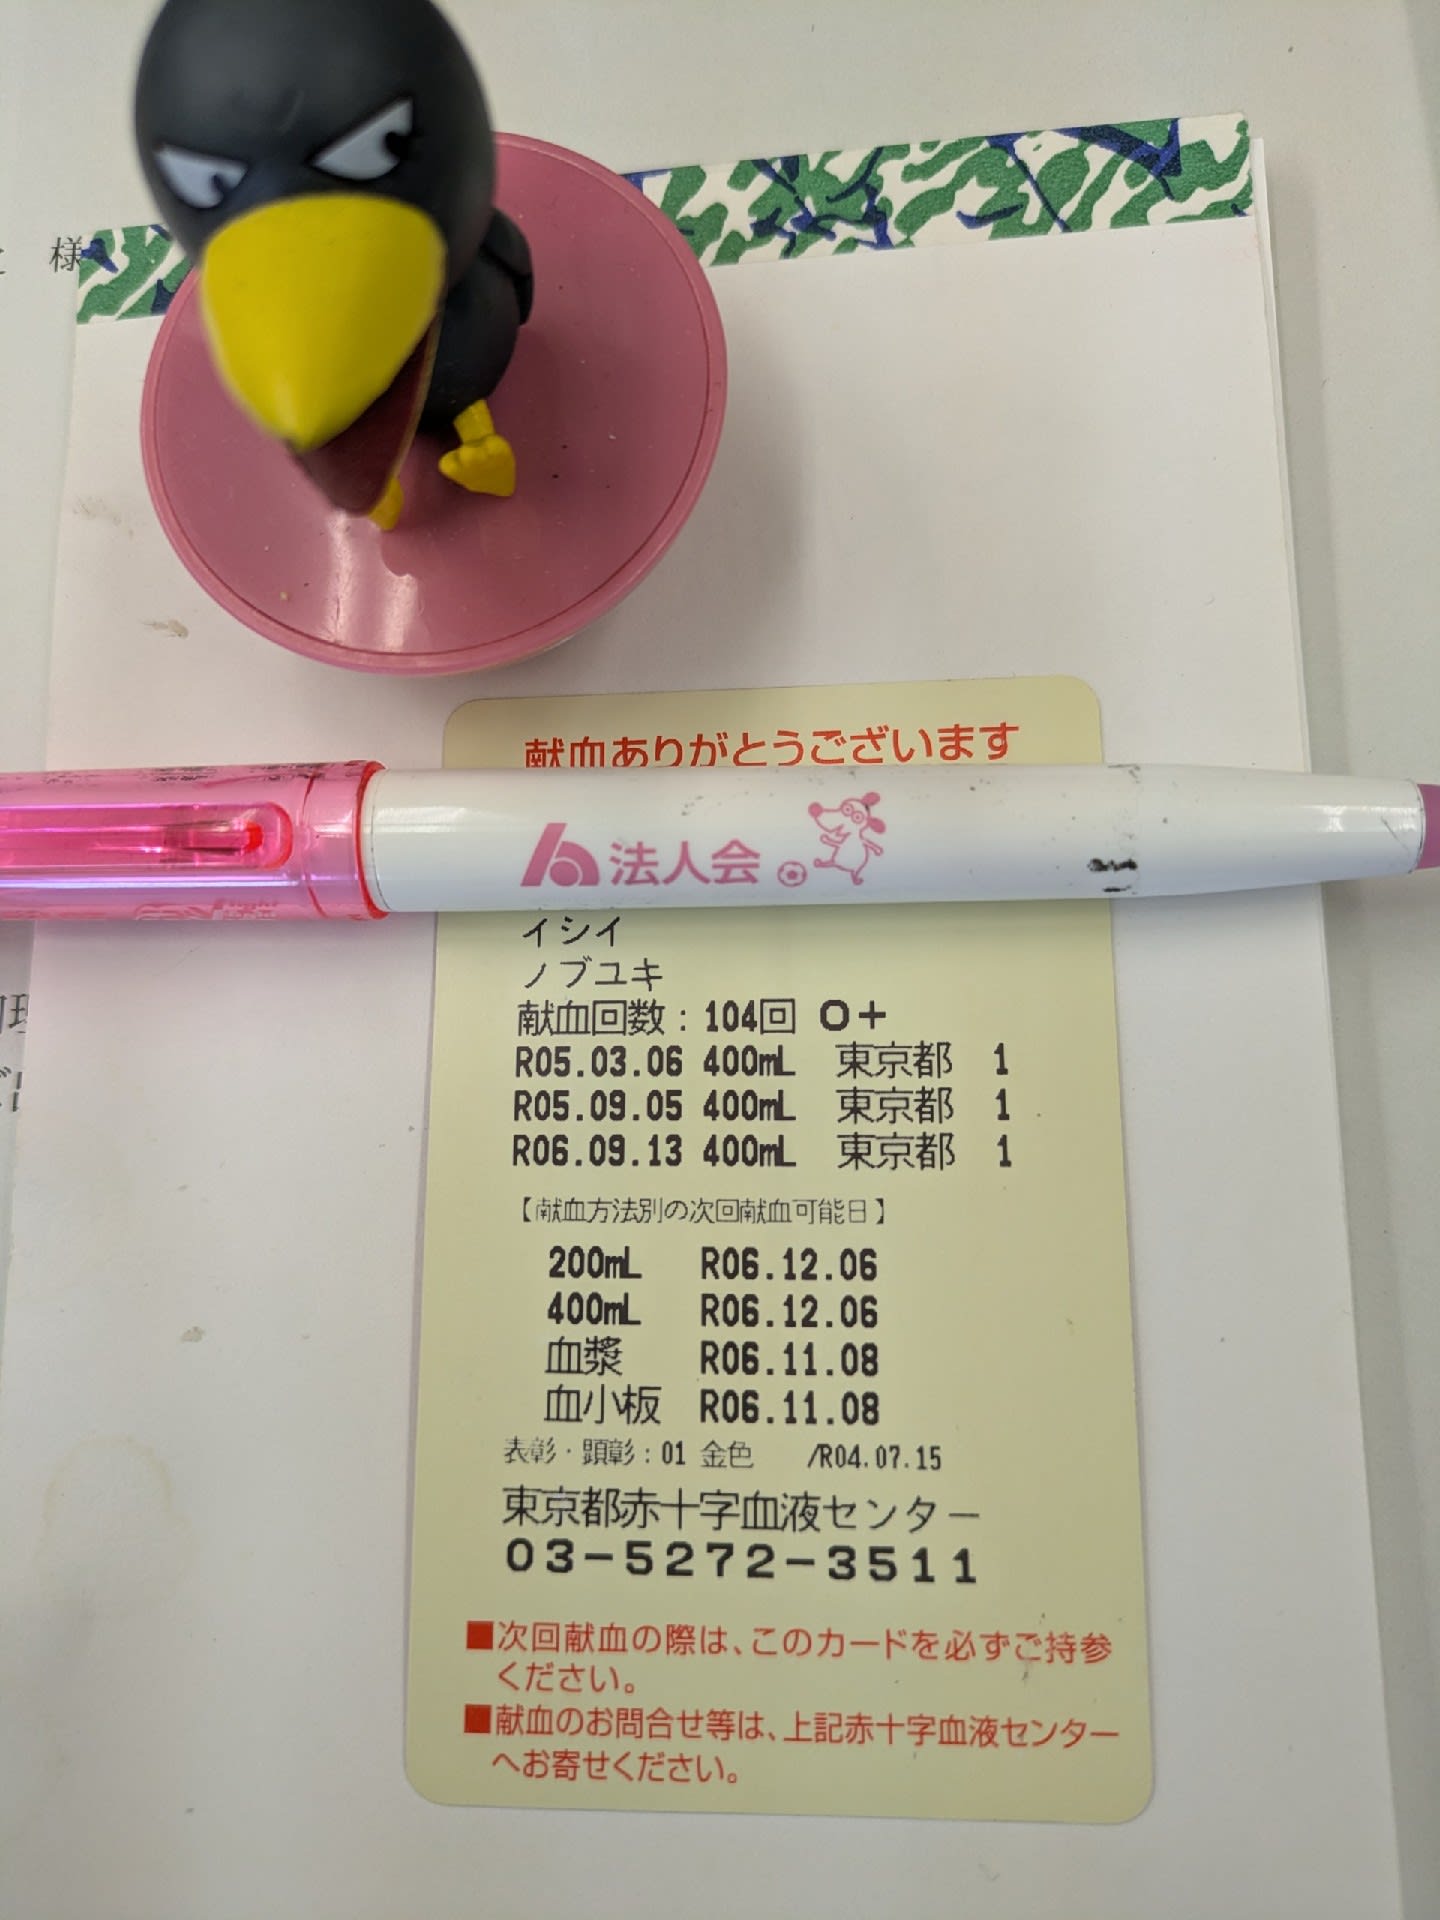 様
献血ありがとうございます
法人会
イシイ
ノブユキ
献血回数：104回 O+
R05.03.06 400mL 東京都 1
R05.09.05 400mL 東京都 1
R06.09.13 400mL 東京都 1
【献血方法別の次回献血可能日】
200mL R06.12.06
400mL R06.12.06
血漿 R06.11.08
血小板 R06.11.08
表彰・顕彰：01 金色 /R04.07.15
東京都赤十字血液センター
03-5272-3511
■次回献血の際は、このカードを必ずご持参
ください。
■献血のお問合せ等は、上記赤十字血液センター
へお寄せください。